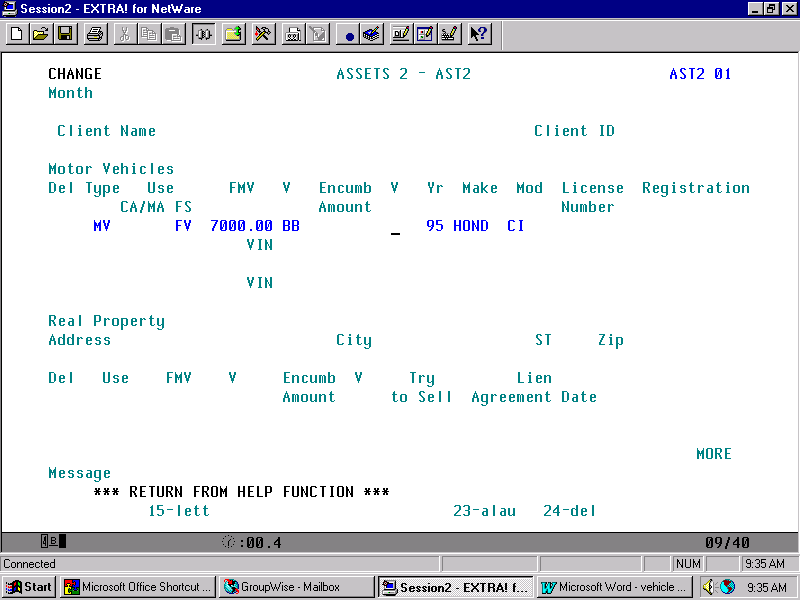 Session2 - EXTRA! for NetWare
CHANGE ASSETS 2 - AST2 AST2 01
Month
Client Name Client ID
Motor Vehicles
Del Type Use FMV V Encumb V Yr Make Mod License Registration
CA/MA FS Amount Number
MV FV 7000.00 BB _ 95 HOND CI
VIN
VIN
Real Property
Address City ST Zip
Del Use FMV V Encumb V Try Lien
Amount to Sell Agreement Date
MORE
Message
*** RETURN FROM HELP FUNCTION ***
15-lett 23-alau 24-del
4 B :00.4 09/40
Connected NUM 9:35 AM
Start Microsoft Office Shortcut ... GroupWise - Mailbox Session2 - EXTRA! f... Microsoft Word - vehicle ... 9:35 AM